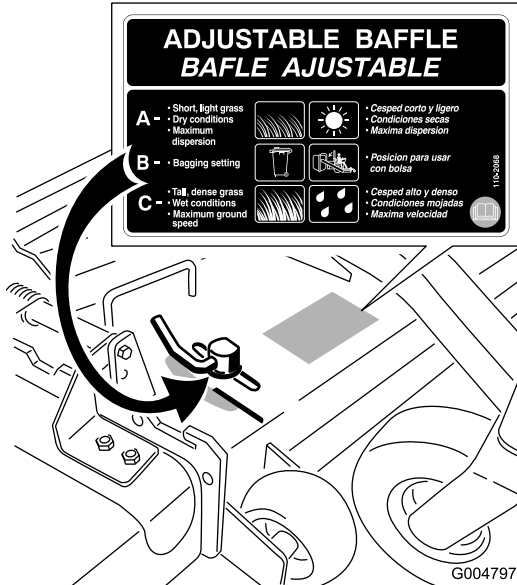 ADJUSTABLE BAFFLE
BAFLE AJUSTABLE
A - • Short, light grass
• Dry conditions
• Maximum
dispersion
• Cesped corto y ligero
• Condiciones secas
• Maxima dispersion
B - • Bagging setting
• Posicion para usar
con bolsa
C - • Tall, dense grass
• Wet conditions
• Maximum ground
speed
• Cesped alto y denso
• Condiciones mojadas
• Maxima velocidad
110-2068
G004797